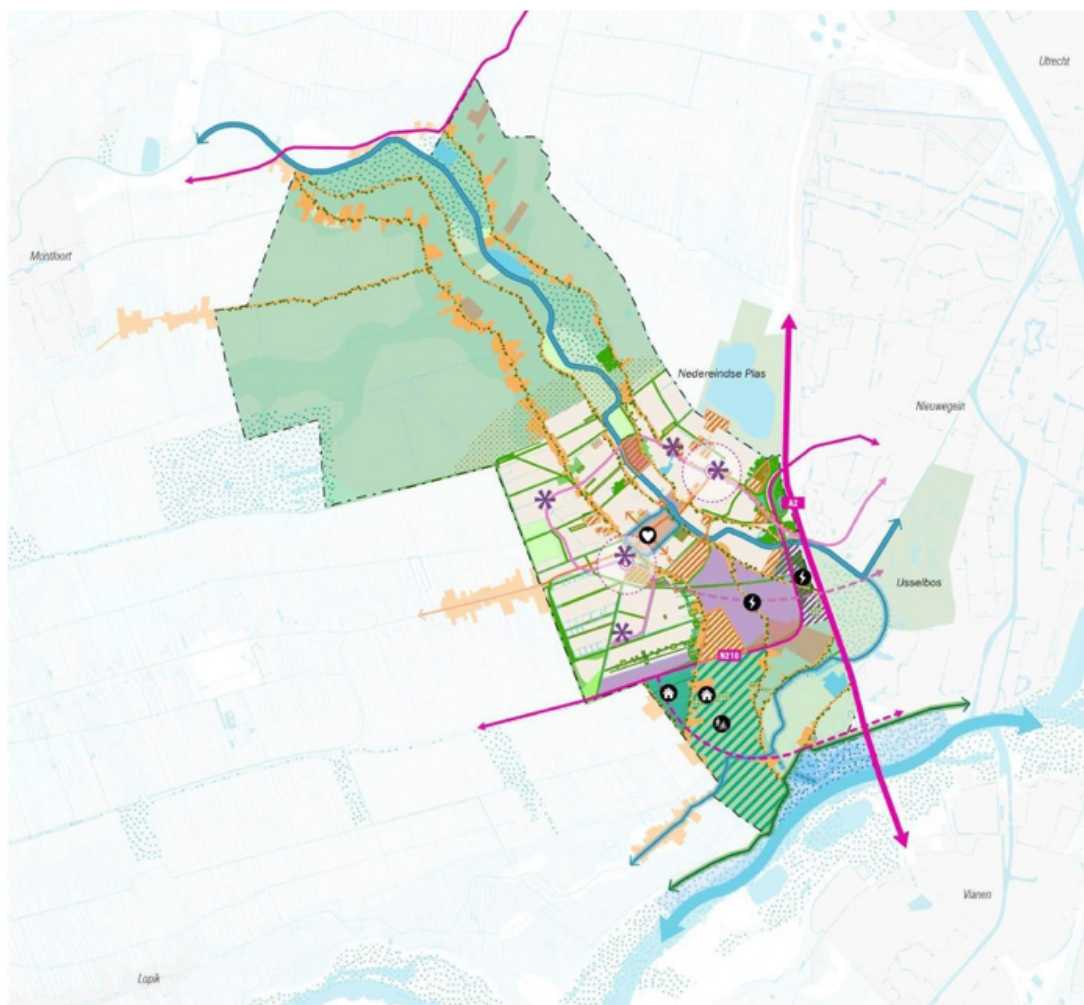 Utrecht
Montfoort
Nedereindse Plas
Nieuwegein
A2
IJsselbos
N210
Vianen
Lopik